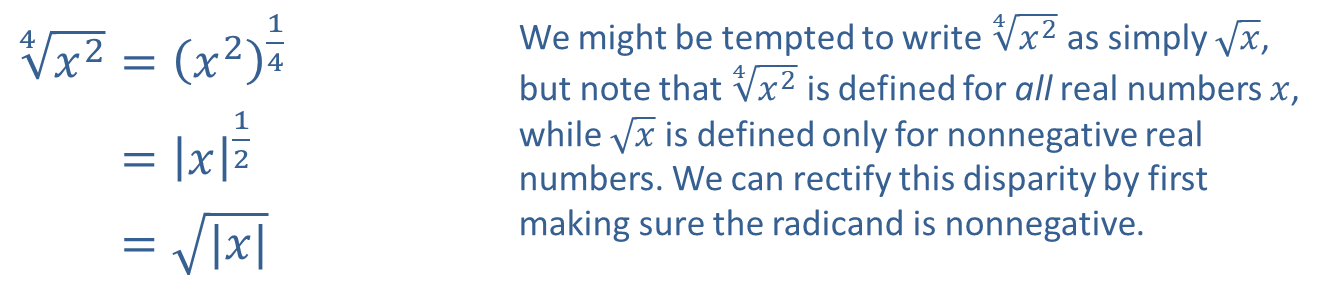 ∜x² = (x²)^(1/4)
= |x|^(1/2)
= √|x|
We might be tempted to write ∜x² as simply √x,
but note that ∜x² is defined for all real numbers x,
while √x is defined only for nonnegative real
numbers. We can rectify this disparity by first
making sure the radicand is nonnegative.